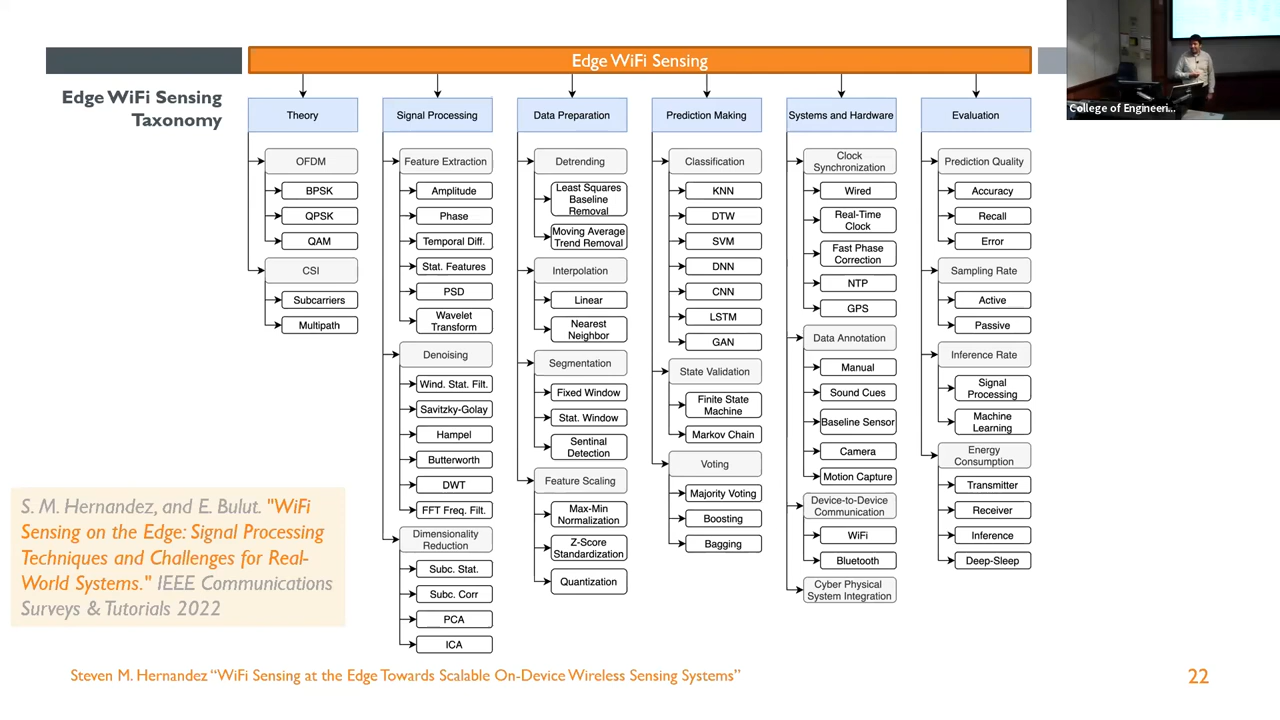 Edge WiFi Sensing
College of Engineeri...
Edge WiFi Sensing
Taxonomy
Theory
OFDM
BPSK
QPSK
QAM
CSI
Subcarriers
Multipath
Signal Processing
Feature Extraction
Amplitude
Phase
Temporal Diff.
Stat. Features
PSD
Wavelet
Transform
Denoising
Wind. Stat. Filt.
Savitzky-Golay
Hampel
Butterworth
DWT
FFT Freq. Filt.
Dimensionality
Reduction
Subc. Stat.
Subc. Corr
PCA
ICA
Data Preparation
Detrending
Least Squares
Baseline
Removal
Moving Average
Trend Removal
Interpolation
Linear
Nearest
Neighbor
Segmentation
Fixed Window
Stat. Window
Sentinal
Detection
Feature Scaling
Max-Min
Normalization
Z-Score
Standardization
Quantization
Prediction Making
Classification
KNN
DTW
SVM
DNN
CNN
LSTM
GAN
State Validation
Finite State
Machine
Markov Chain
Voting
Majority Voting
Boosting
Bagging
Systems and Hardware
Clock
Synchronization
Wired
Real-Time
Clock
Fast Phase
Correction
NTP
GPS
Data Annotation
Manual
Sound Cues
Baseline Sensor
Camera
Motion Capture
Device-to-Device
Communication
WiFi
Bluetooth
Cyber Physical
System Integration
Evaluation
Prediction Quality
Accuracy
Recall
Error
Sampling Rate
Active
Passive
Inference Rate
Signal
Processing
Machine
Learning
Energy
Consumption
Transmitter
Receiver
Inference
Deep-Sleep
S. M. Hernandez, and E. Bulut. "WiFi
Sensing on the Edge: Signal Processing
Techniques and Challenges for Real-
World Systems." IEEE Communications
Surveys & Tutorials 2022
Steven M. Hernandez “WiFi Sensing at the Edge Towards Scalable On-Device Wireless Sensing Systems”
22